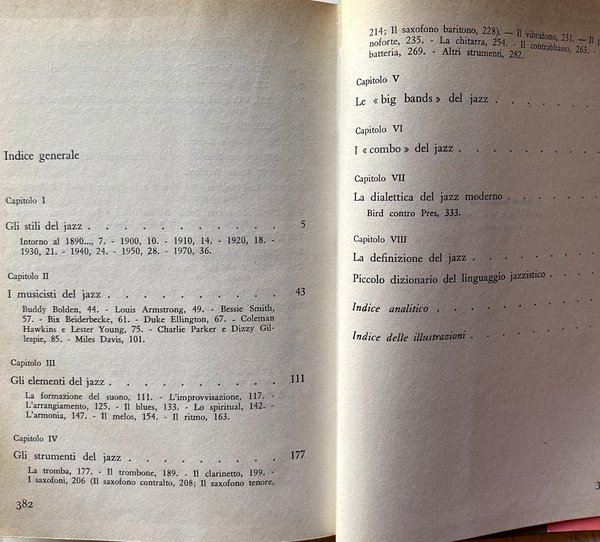 Indice generale
Capitolo I
Gli stili del jazz . . . . . . . . . . 5
Intorno al 1890..., 7. - 1900, 10. - 1910, 14. - 1920, 18. -
1930, 21. - 1940, 24. - 1950, 28. - 1970, 36.
Capitolo II
I musicisti del jazz . . . . . . . . . 43
Buddy Bolden, 44. - Louis Armstrong, 49. - Bessie Smith,
57. - Bix Beiderbecke, 61. - Duke Ellington, 67. - Coleman
Hawkins e Lester Young, 75. - Charlie Parker e Dizzy Gil-
lespie, 85. - Miles Davis, 101.
Capitolo III
Gli elementi del jazz . . . . . . . . . 111
La formazione del suono, 111. - L'improvvisazione, 117. -
L'arrangiamento, 125. - Il blues, 133. - Lo spiritual, 142. -
L'armonia, 147. - Il melos, 154. - Il ritmo, 163.
Capitolo IV
Gli strumenti del jazz . . . . . . . . 177
La tromba, 177. - Il trombone, 189. - Il clarinetto, 199. -
I saxofoni, 206 (Il saxofono contralto, 208; Il saxofono tenore,
382
214; Il saxofono baritono, 228). — Il vibrafono, 231. — Il
noforte, 235. - La chitarra, 254. - Il contrabbasso, 263. -
batteria, 269. - Altri strumenti, 282.
Capitolo V
Le « big bands » del jazz . . . . .
Capitolo VI
I « combo » del jazz . . . . . .
Capitolo VII
La dialettica del jazz moderno . . . .
Bird contro Pres, 333.
Capitolo VIII
La definizione del jazz . . . . . .
Piccolo dizionario del linguaggio jazzistico . . .
Indice analitico . . . . . . .
Indice delle illustrazioni . . . . .
3